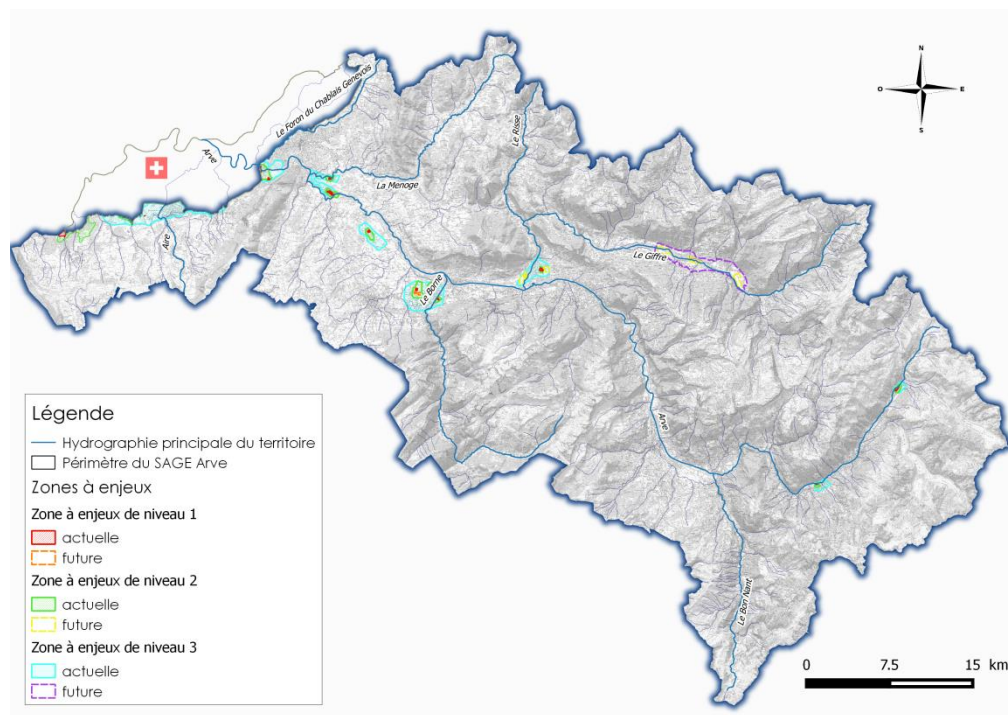 N
O
E
S
Le Foron du Chablais Genevois
Arve
Le Risse
La Menoge
Aire
Le Giffre
Le Borne
Arve
Le Bon Nant
Légende
Hydrographie principale du territoire
Périmètre du SAGE Arve
Zones à enjeux
Zone à enjeux de niveau 1
actuelle
future
Zone à enjeux de niveau 2
actuelle
future
Zone à enjeux de niveau 3
actuelle
future
0 7.5 15 km